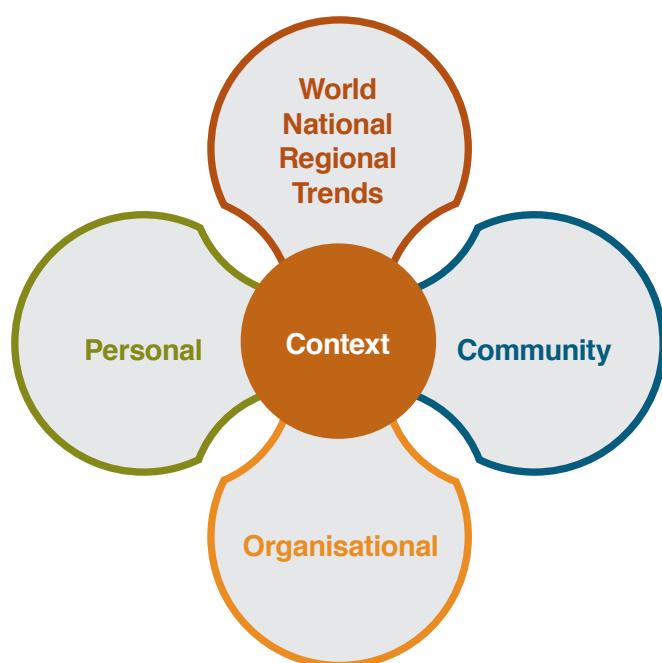 World
National
Regional
Trends
Personal
Context
Community
Organisational